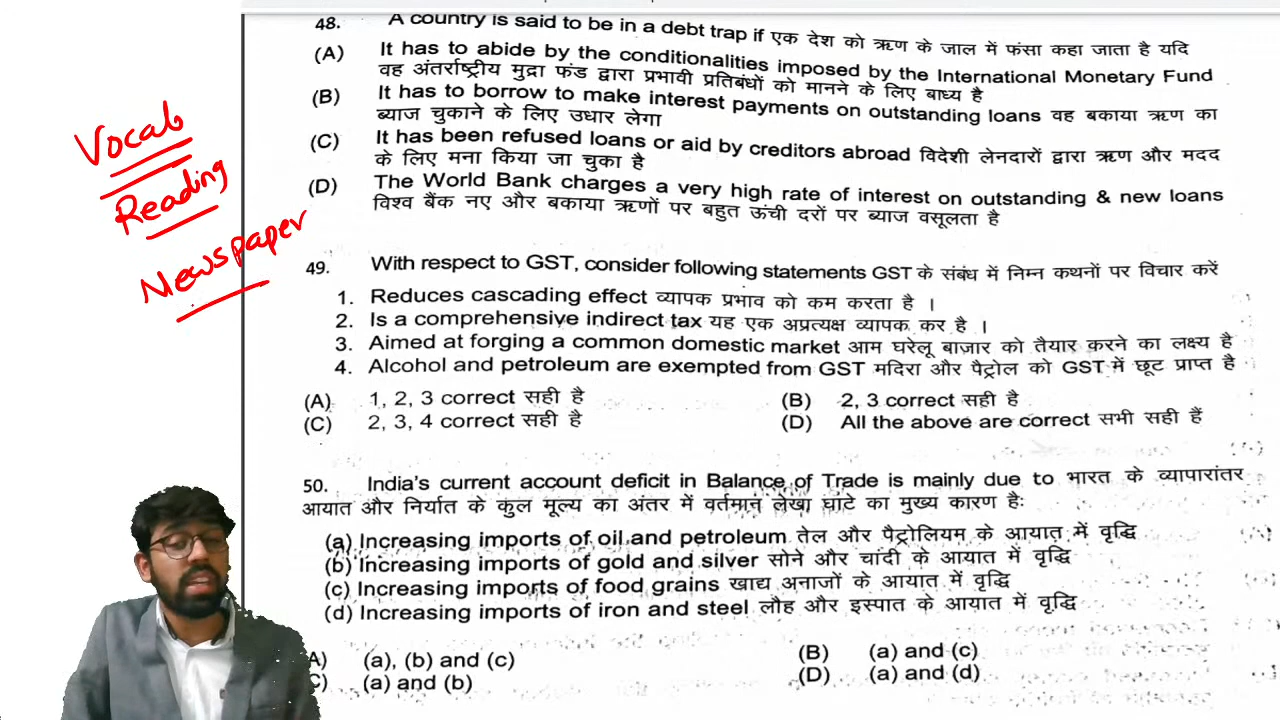 Vocab
Reading
Newspaper
48. A country is said to be in a debt trap if एक देश को ऋण के जाल में फंसा कहा जाता है यदि
(A) It has to abide by the conditionalities imposed by the International Monetary Fund
वह अंतर्राष्ट्रीय मुद्रा फंड द्वारा प्रभावी प्रतिबंधों को मानने के लिए बाध्य है
(B) It has to borrow to make interest payments on outstanding loans वह बकाया ऋण का
ब्याज चुकाने के लिए उधार लेगा
(C) It has been refused loans or aid by creditors abroad विदेशी लेनदारों द्वारा ऋण और मदद
के लिए मना किया जा चुका है
(D) The World Bank charges a very high rate of interest on outstanding & new loans
विश्व बैंक नए और बकाया ऋणों पर बहुत ऊंची दरों पर ब्याज वसूलता है
49. With respect to GST, consider following statements GST के संबंध में निम्न कथनों पर विचार करें
1. Reduces cascading effect व्यापक प्रभाव को कम करता है ।
2. Is a comprehensive indirect tax यह एक अप्रत्यक्ष व्यापक कर है ।
3. Aimed at forging a common domestic market आम घरेलू बाज़ार को तैयार करने का लक्ष्य है
4. Alcohol and petroleum are exempted from GST मदिरा और पैट्रोल को GST में छूट प्राप्त है
(A) 1, 2, 3 correct सही है (B) 2, 3 correct सही है
(C) 2, 3, 4 correct सही है (D) All the above are correct सभी सही हैं
50. India's current account deficit in Balance of Trade is mainly due to भारत के व्यापारांतर
आयात और निर्यात के कुल मूल्य का अंतर में वर्तमान लेखा घाटे का मुख्य कारण है:
(a) Increasing imports of oil and petroleum तेल और पैट्रोलियम के आयात में वृद्धि
(b) Increasing imports of gold and silver सोने और चांदी के आयात में वृद्धि
(c) Increasing imports of food grains खाद्य अनाजों के आयात में वृद्धि
(d) Increasing imports of iron and steel लौह और इस्पात के आयात में वृद्धि
A) (a), (b) and (c) (B) (a) and (c)
C) (a) and (b) (D) (a) and (d)